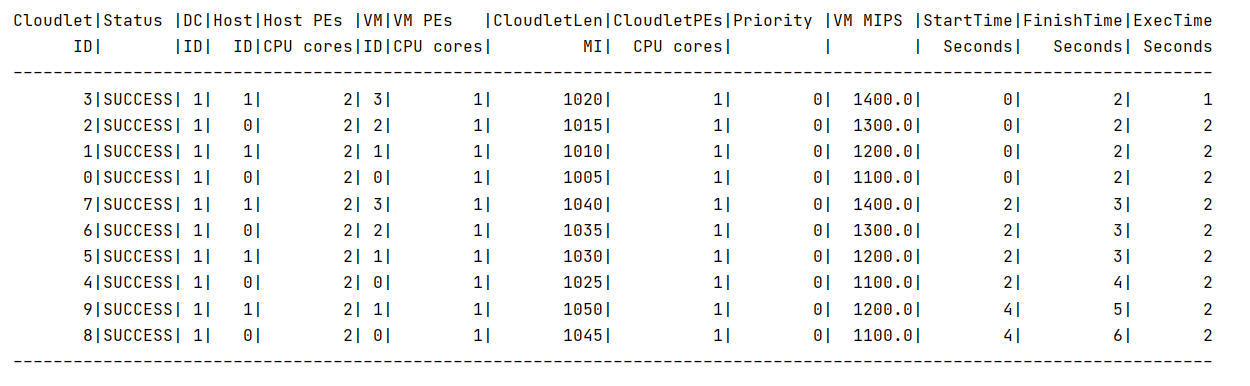 Cloudlet|Status |DC|Host|Host PEs |VM|VM PEs   |CloudletLen|CloudletPEs|Priority |VM MIPS |StartTime|FinishTime|ExecTime
      ID|       |ID|  ID|CPU cores|ID|CPU cores|         MI|  CPU cores|         |        |  Seconds|   Seconds| Seconds
------------------------------------------------------------------------------------------------------------------------
       3|SUCCESS| 1|   1|        2| 3|        1|       1020|          1|        0|  1400.0|        0|         2|       1
       2|SUCCESS| 1|   0|        2| 2|        1|       1015|          1|        0|  1300.0|        0|         2|       2
       1|SUCCESS| 1|   1|        2| 1|        1|       1010|          1|        0|  1200.0|        0|         2|       2
       0|SUCCESS| 1|   0|        2| 0|        1|       1005|          1|        0|  1100.0|        0|         2|       2
       7|SUCCESS| 1|   1|        2| 3|        1|       1040|          1|        0|  1400.0|        2|         3|       2
       6|SUCCESS| 1|   0|        2| 2|        1|       1035|          1|        0|  1300.0|        2|         3|       2
       5|SUCCESS| 1|   1|        2| 1|        1|       1030|          1|        0|  1200.0|        2|         3|       2
       4|SUCCESS| 1|   0|        2| 0|        1|       1025|          1|        0|  1100.0|        2|         4|       2
       9|SUCCESS| 1|   1|        2| 1|        1|       1050|          1|        0|  1200.0|        4|         5|       2
       8|SUCCESS| 1|   0|        2| 0|        1|       1045|          1|        0|  1100.0|        4|         6|       2
------------------------------------------------------------------------------------------------------------------------